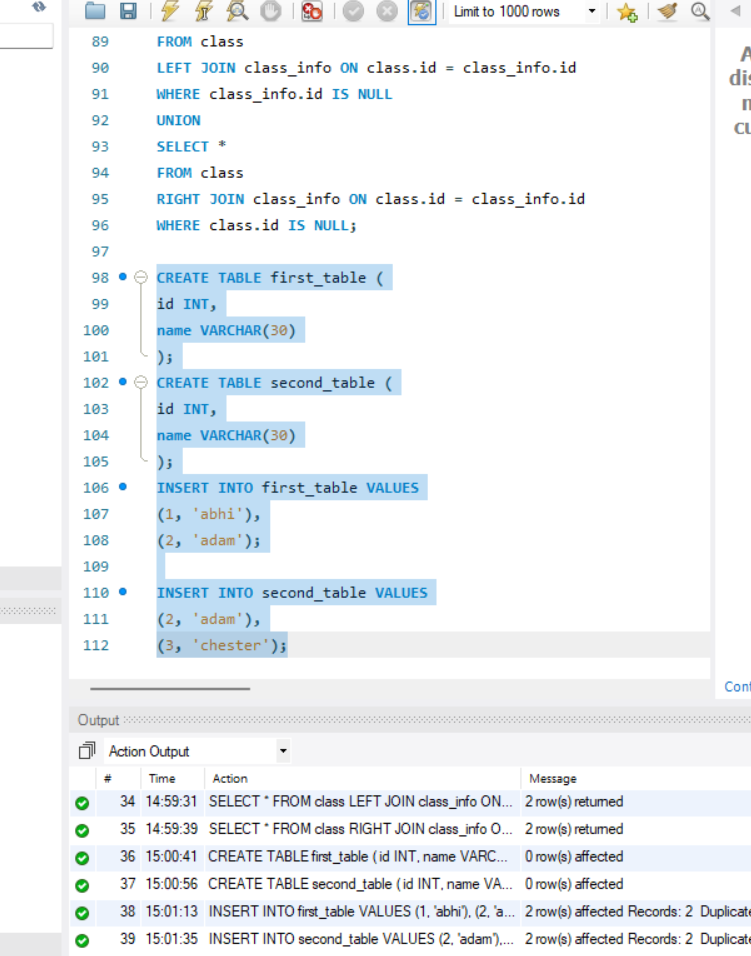 Limit to 1000 rows
89 FROM class
90 LEFT JOIN class_info ON class.id = class_info.id
91 WHERE class_info.id IS NULL
92 UNION
93 SELECT *
94 FROM class
95 RIGHT JOIN class_info ON class.id = class_info.id
96 WHERE class.id IS NULL;
97
98 CREATE TABLE first_table (
99 id INT,
100 name VARCHAR(30)
101 );
102 CREATE TABLE second_table (
103 id INT,
104 name VARCHAR(30)
105 );
106 INSERT INTO first_table VALUES
107 (1, 'abhi'),
108 (2, 'adam');
109
110 INSERT INTO second_table VALUES
111 (2, 'adam'),
112 (3, 'chester');
Output
Action Output
# Time Action Message
34 14:59:31 SELECT * FROM class LEFT JOIN class_info ON... 2 row(s) returned
35 14:59:39 SELECT * FROM class RIGHT JOIN class_info O... 2 row(s) returned
36 15:00:41 CREATE TABLE first_table ( id INT, name VARC... 0 row(s) affected
37 15:00:56 CREATE TABLE second_table ( id INT, name VA... 0 row(s) affected
38 15:01:13 INSERT INTO first_table VALUES (1, 'abhi'), (2, 'a... 2 row(s) affected Records: 2 Duplicate
39 15:01:35 INSERT INTO second_table VALUES (2, 'adam'),... 2 row(s) affected Records: 2 Duplicate